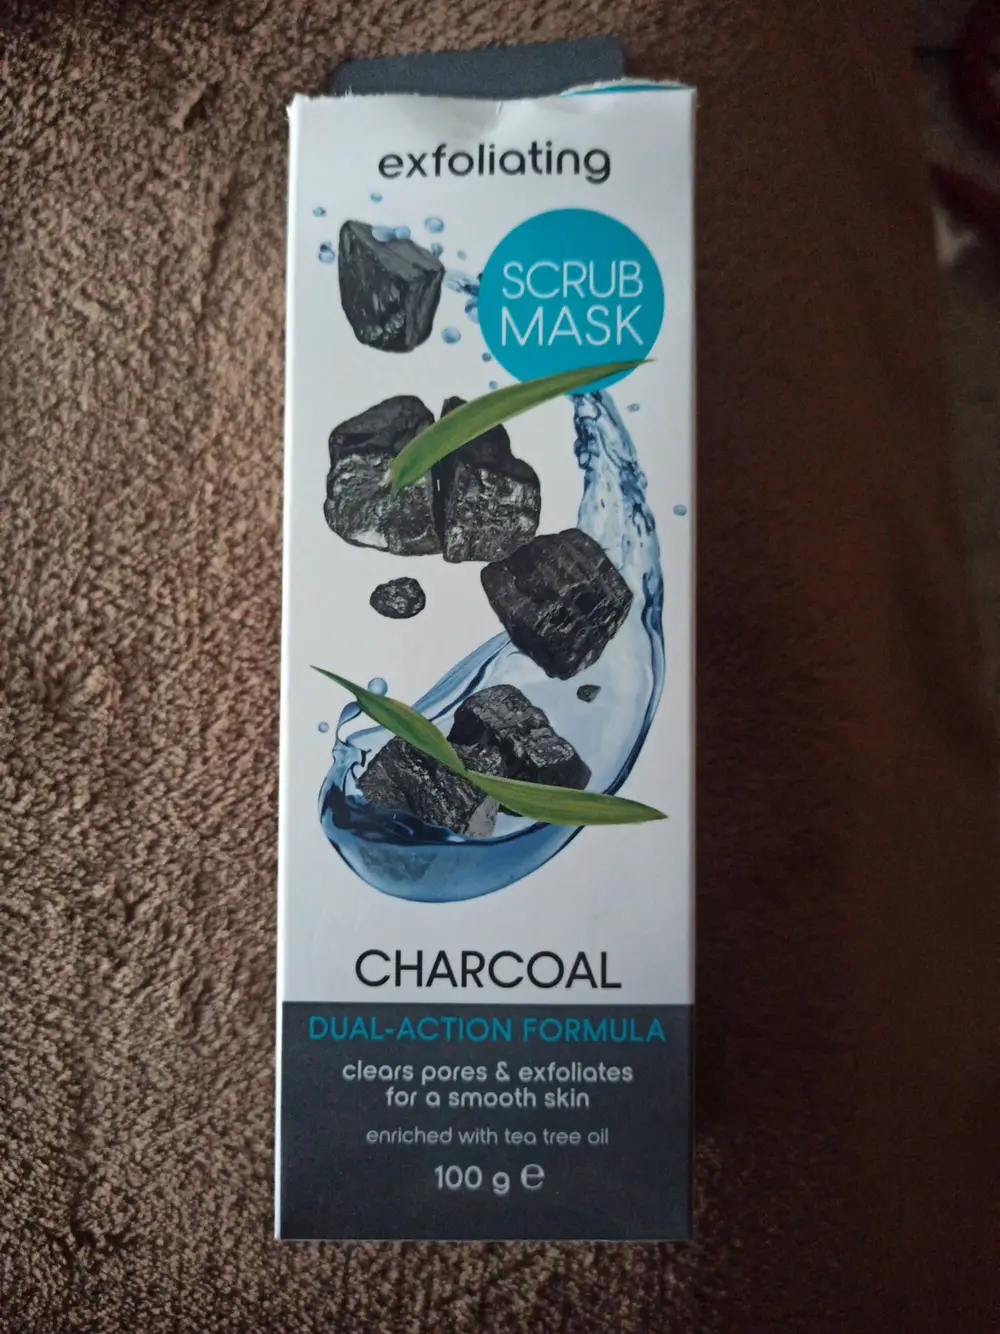 exfoliating
SCRUB
MASK
CHARCOAL
DUAL-ACTION FORMULA
clears pores & exfoliates
for a smooth skin
enriched with tea tree oil
100 g ℮